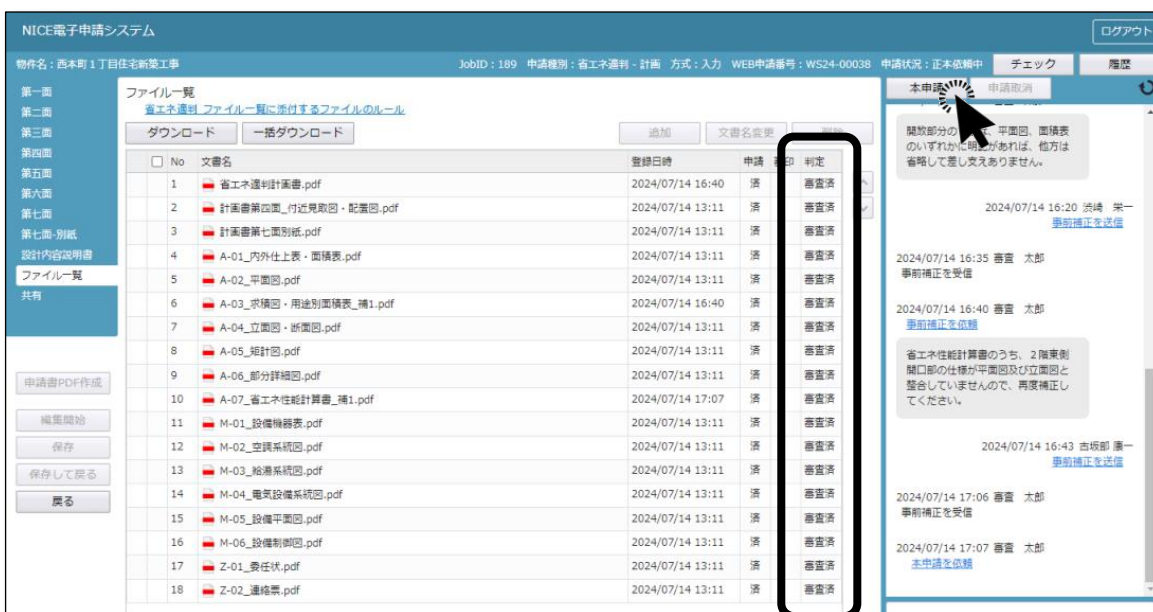 NICE電子申請システム
ログアウト
物件名：西本町１丁目住宅新築工事
JobID：189 申請種別：省エネ適判 - 計画 方式：入力 WEB申請番号：WS24-00038 申請状況：正本依頼中
チェック
履歴
第一面
第二面
第三面
第四面
第五面
第六面
第七面
第七面-別紙
設計内容説明書
ファイル一覧
共有
申請書PDF作成
編集開始
保存
保存して戻る
戻る
ファイル一覧
省エネ適判 ファイル一覧に添付するファイルのルール
ダウンロード
一括ダウンロード
追加
文書名変更
削除
No 文書名 登録日時 申請 印 判定
1 省エネ適判計画書.pdf 2024/07/14 16:40 済 審査済
2 計画書第四面_付近見取図・配置図.pdf 2024/07/14 13:11 済 審査済
3 計画書第七面別紙.pdf 2024/07/14 13:11 済 審査済
4 A-01_内外仕上表・面積表.pdf 2024/07/14 13:11 済 審査済
5 A-02_平面図.pdf 2024/07/14 13:11 済 審査済
6 A-03_求積図・用途別面積表_補1.pdf 2024/07/14 16:40 済 審査済
7 A-04_立面図・断面図.pdf 2024/07/14 13:11 済 審査済
8 A-05_矩計図.pdf 2024/07/14 13:11 済 審査済
9 A-06_部分詳細図.pdf 2024/07/14 13:11 済 審査済
10 A-07_省エネ性能計算書_補1.pdf 2024/07/14 17:07 済 審査済
11 M-01_設備機器表.pdf 2024/07/14 13:11 済 審査済
12 M-02_空調系統図.pdf 2024/07/14 13:11 済 審査済
13 M-03_給湯系統図.pdf 2024/07/14 13:11 済 審査済
14 M-04_電気設備系統図.pdf 2024/07/14 13:11 済 審査済
15 M-05_設備平面図.pdf 2024/07/14 13:11 済 審査済
16 M-06_設備制御図.pdf 2024/07/14 13:11 済 審査済
17 Z-01_委任状.pdf 2024/07/14 13:11 済 審査済
18 Z-02_連絡票.pdf 2024/07/14 13:11 済 審査済
本申請
申請取消
開放部分の は、平面図、面積表
のいずれかに明記があれば、他方は
省略して差し支えありません。
2024/07/14 16:20 渋崎 栄一
事前補正を送信
2024/07/14 16:35 審査 太郎
事前補正を受信
2024/07/14 16:40 審査 太郎
事前補正を依頼
省エネ性能計算書のうち、２階東側
開口部の仕様が平面図及び立面図と
整合していませんので、再度補正し
てください。
2024/07/14 16:43 古坂部 康一
事前補正を送信
2024/07/14 17:06 審査 太郎
事前補正を受信
2024/07/14 17:07 審査 太郎
本申請を依頼